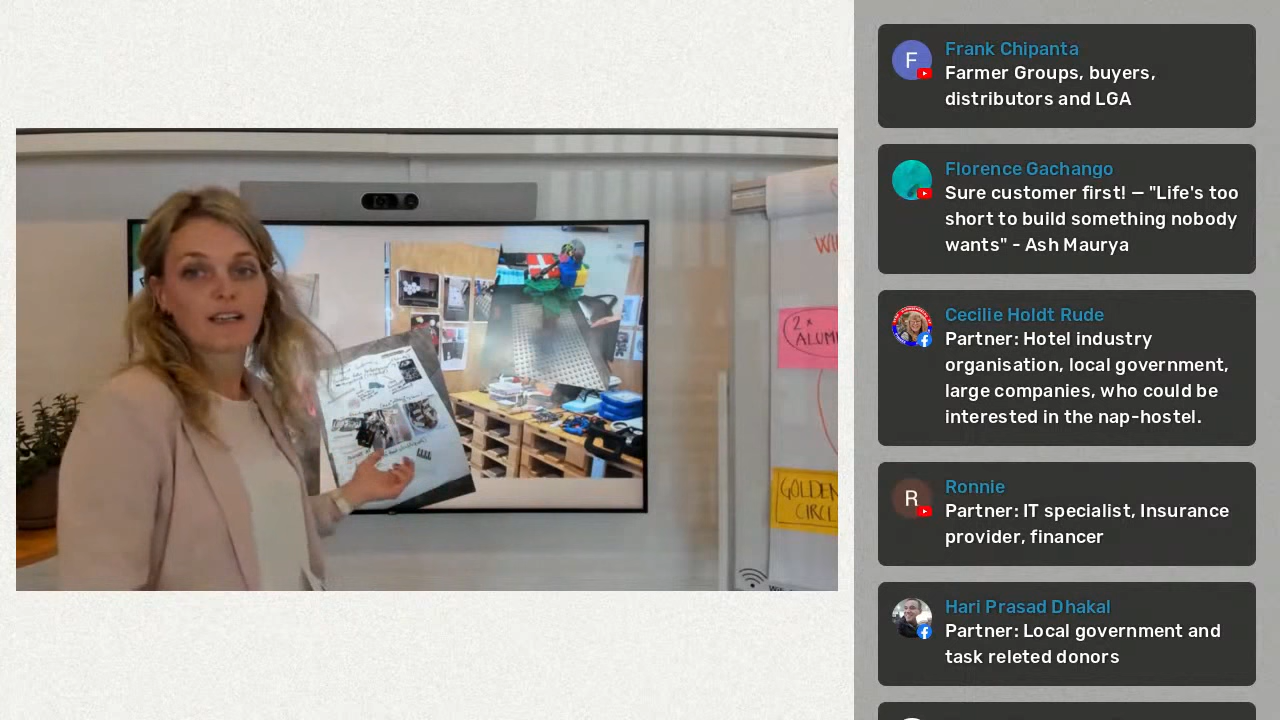 Frank Chipanta
Farmer Groups, buyers,
distributors and LGA
Florence Gachango
Sure customer first! – "Life's too
short to build something nobody
wants" - Ash Maurya
Cecilie Holdt Rude
Partner: Hotel industry
organisation, local government,
large companies, who could be
interested in the nap-hostel.
Ronnie
Partner: IT specialist, Insurance
provider, financer
Hari Prasad Dhakal
Partner: Local government and
task releted donors
F
R
2 x
GOLDEN